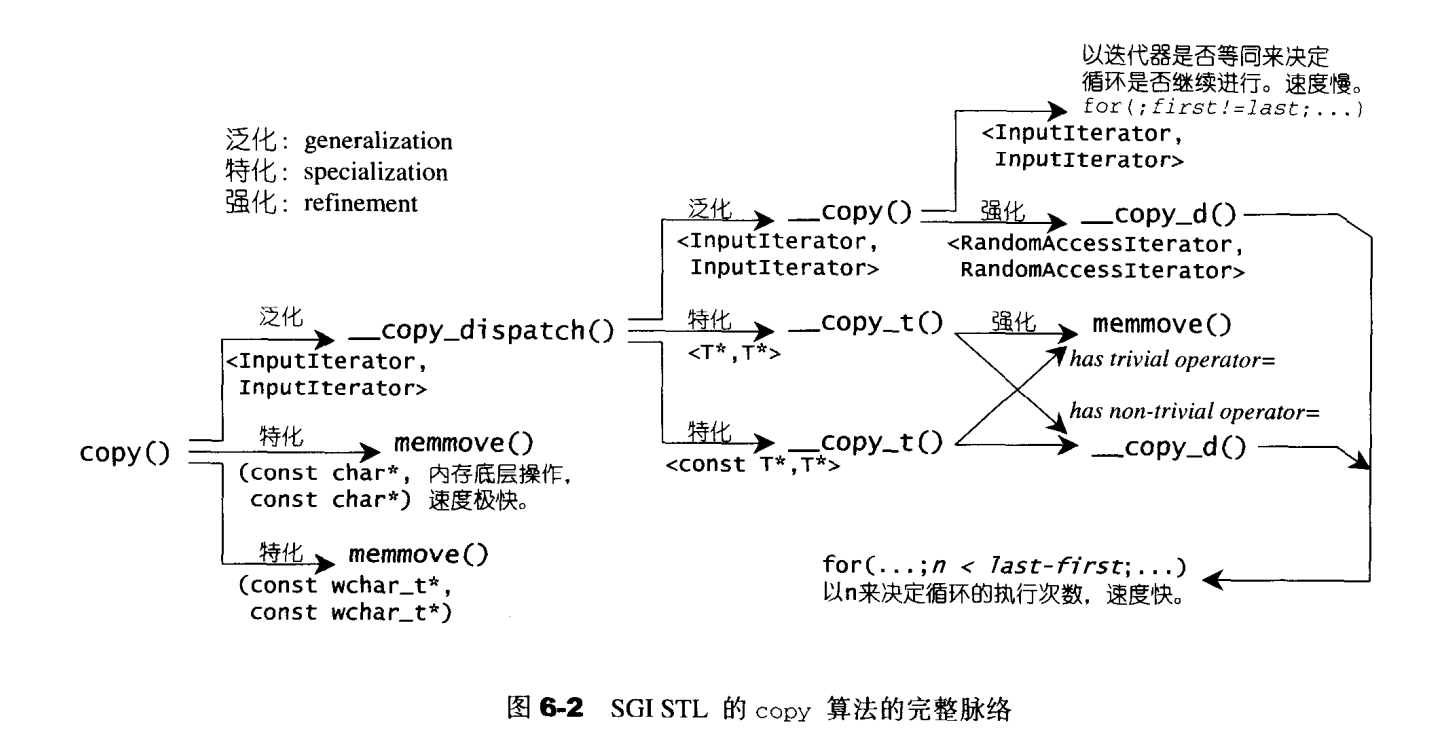 以迭代器是否等同来决定
循环是否继续进行。速度慢。
for(;first!=last;...)
<InputIterator,
InputIterator>
泛化: generalization
特化: specialization
强化: refinement
泛化
__copy()
强化
__copy_d()
<InputIterator,
InputIterator>
<RandomAccessIterator,
RandomAccessIterator>
泛化
__copy_dispatch()
<InputIterator,
InputIterator>
特化
__copy_t()
<T*,T*>
强化
memmove()
has trivial operator=
has non-trivial operator=
特化
__copy_t()
<const T*,T*>
__copy_d()
copy()
特化
memmove()
(const char*, 内存底层操作,
const char*) 速度极快。
特化
memmove()
(const wchar_t*,
const wchar_t*)
for(...;n < last-first;...)
以n来决定循环的执行次数, 速度快。
图 6-2 SGI STL 的 copy 算法的完整脉络